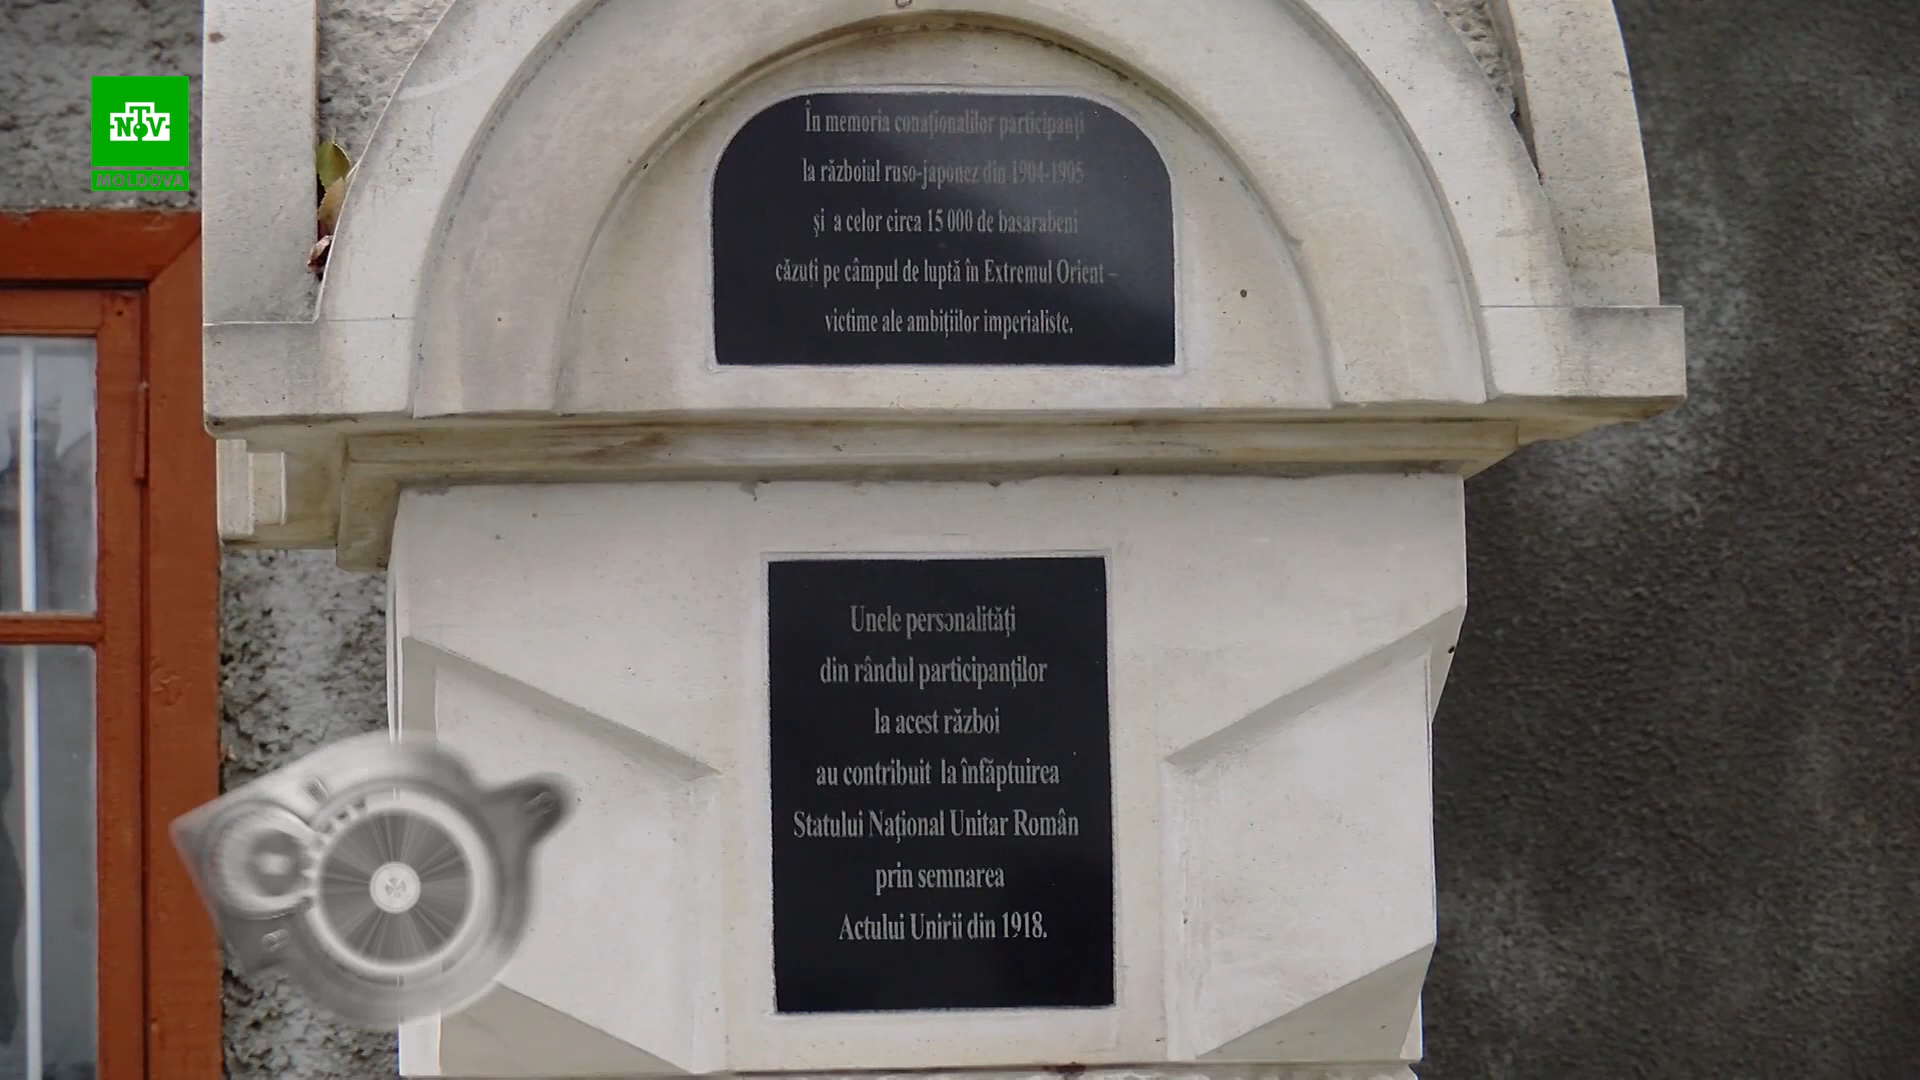 NTV
MOLDOVA
În memoria conaționalilor participanți
la războiul ruso-japonez din 1904-1905
și a celor circa 15 000 de basarabeni
căzuți pe câmpul de luptă în Extremul Orient –
victime ale ambițiilor imperialiste.
Unele personalități
din rândul participanților
la acest război
au contribuit la înfăptuirea
Statului Național Unitar Român
prin semnarea
Actului Unirii din 1918.